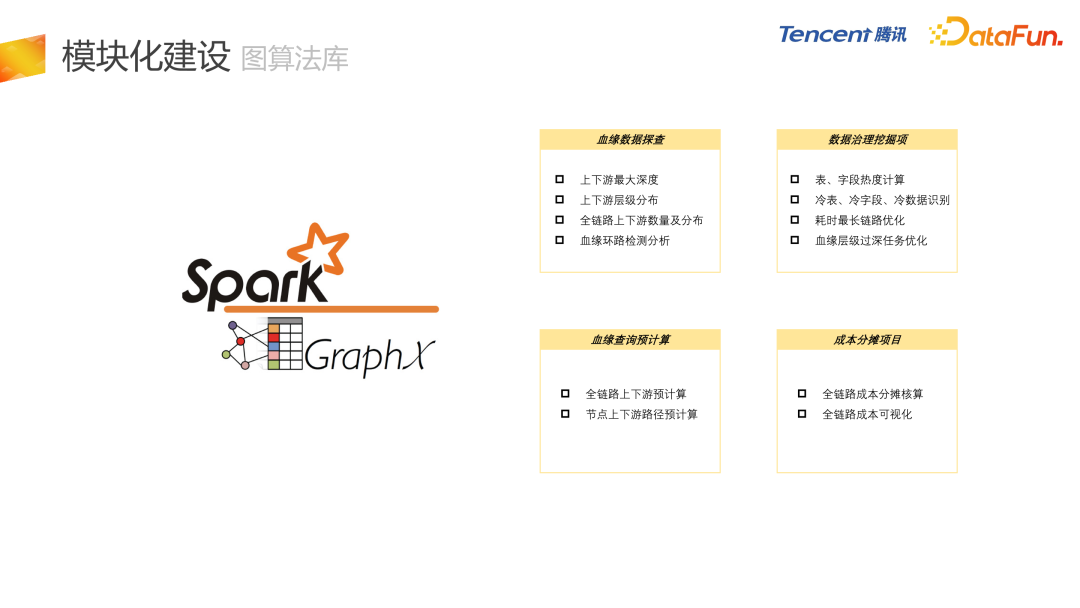 模块化建设 图算法库
Tencent 腾讯
DataFun.
Spark
GraphX
血缘数据探查
上下游最大深度
上下游层级分布
全链路上下游数量及分布
血缘环路检测分析
数据治理挖掘项
表、字段热度计算
冷表、冷字段、冷数据识别
耗时最长链路优化
血缘层级过深任务优化
血缘查询预计算
全链路上下游预计算
节点上下游路径预计算
成本分摊项目
全链路成本分摊核算
全链路成本可视化